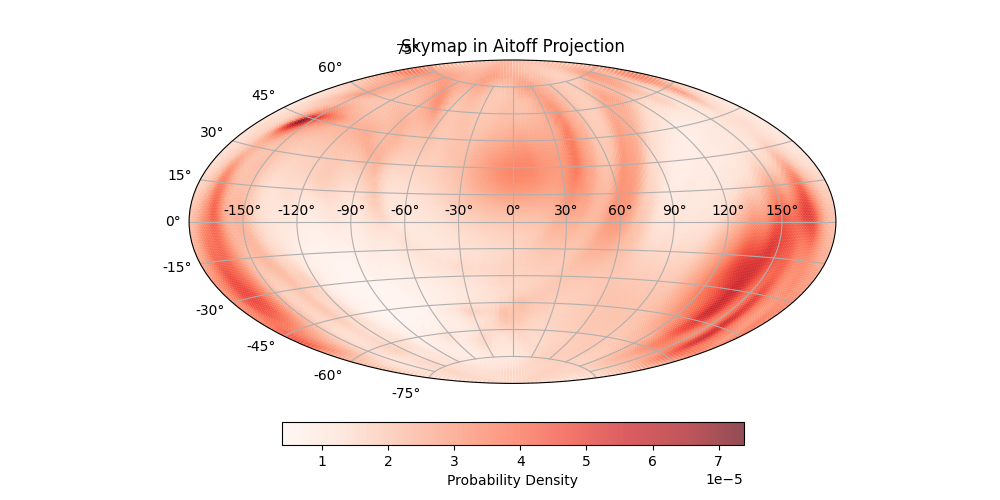 Skymap in Aitoff Projection
75°
60°
45°
30°
15°
-150° -120° -90° -60° -30° 0° 30° 60° 90° 120° 150°
0°
-15°
-30°
-45°
-60°
-75°
1 2 3 4 5 6 7
1e−5
Probability Density